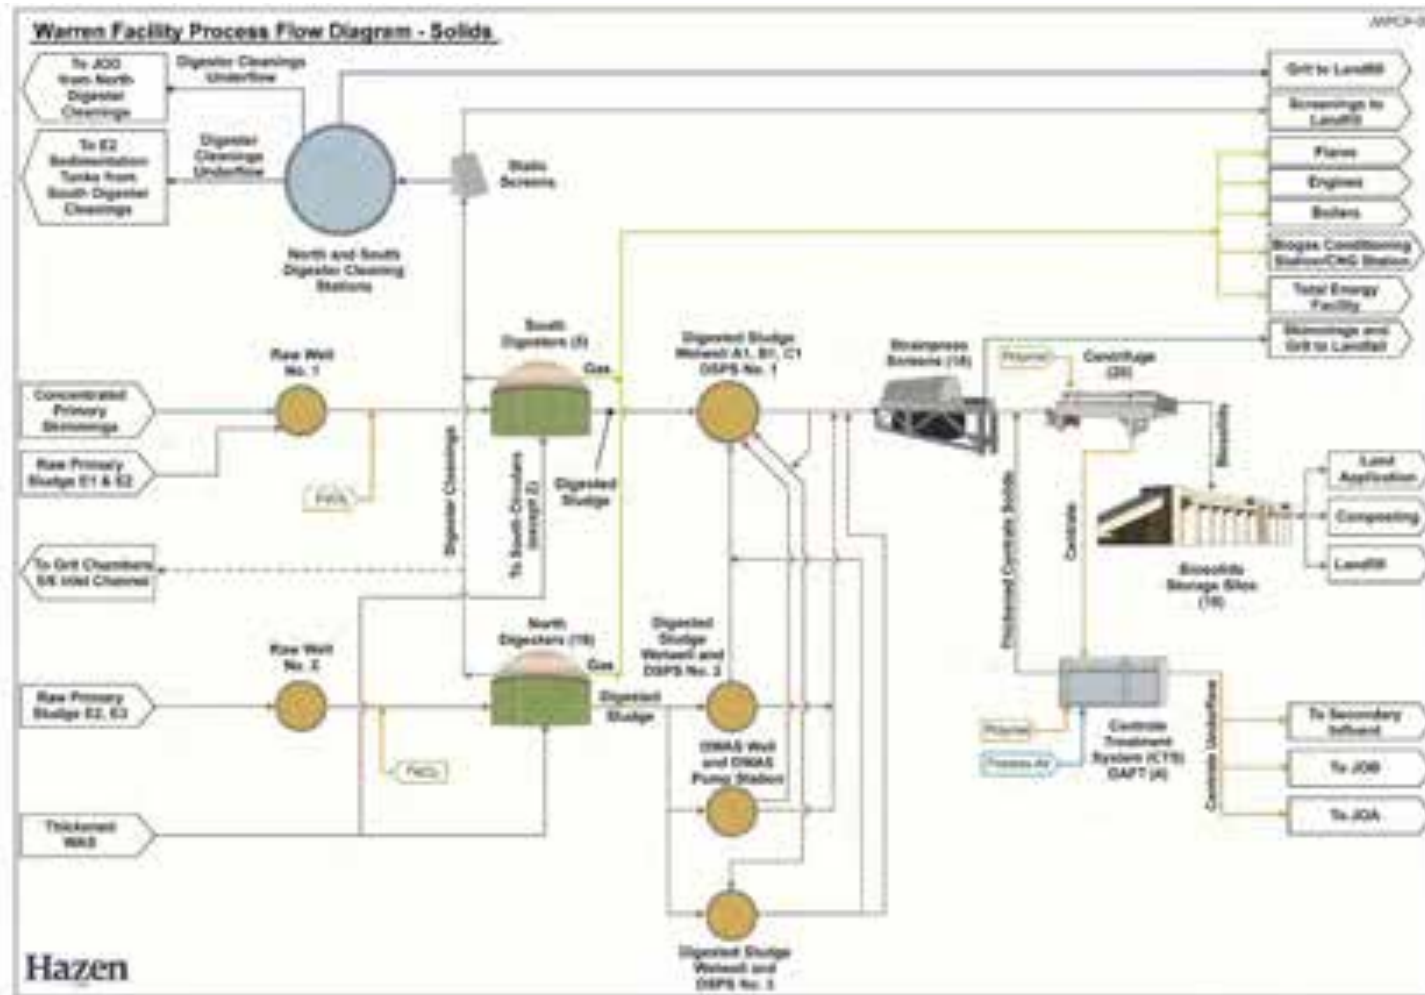 Warren Facility Process Flow Diagram - Solids
To JOD
from North
Digester
Cleanings
Digester Cleanings
Underflow
To E2
Sedimentation
Tanks from
South Digester
Cleanings
Digester
Cleanings
Underflow
Static
Screens
North and South
Digester Cleaning
Stations
Grit to Landfill
Screenings to
Landfill
Flares
Engines
Boilers
Biogas Conditioning
Station/CNG Station
Total Energy
Facility
Skimmings and
Grit to Landfill
Raw Well
No. 1
South
Digesters (5)
Gas
Digested Sludge
Wetwell A1, B1, C1
DSPS No. 1
Strainpress
Screens (18)
Polymer
Centrifuge
Concentrated
Primary
Skimmings
Raw Primary
Sludge E1 & E2
Digester Cleanings
To South Circulars
(except 2)
Digested
Sludge
Biosolids
Land
Application
Composting
Landfill
Thickened Centrate Solids
Centrate
Biosolids
Storage Silos
To Grit Chambers
5/6 Inlet Channel
Raw Well
No. 2
North
Digesters
Gas
Digested
Sludge
Wetwell and
DSPS No. 2
Raw Primary
Sludge E2, E3
Digested
Sludge
DWAS Well
and DWAS
Pump Station
Polymer
Process Air
Centrate
Treatment
System (CTS)
DAFT (4)
Centrate Underflow
To Secondary
Influent
To JOB
To JOA
Thickened
WAS
Digested Sludge
Wetwell and
DSPS No. 3
Hazen